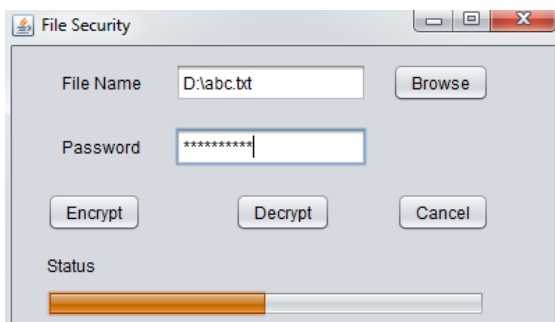 File Security
File Name D:\abc.txt Browse
Password **********
Encrypt Decrypt Cancel
Status